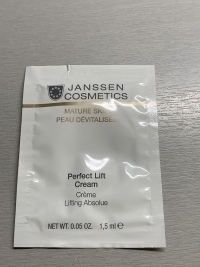 JANSSEN
COSMETICS
MATURE SKIN
PEAU DÉVITALISÉE
Perfect Lift
Cream
Crème
Lifting Absolue
NET WT. 0.05 OZ. 1,5 ml ℮